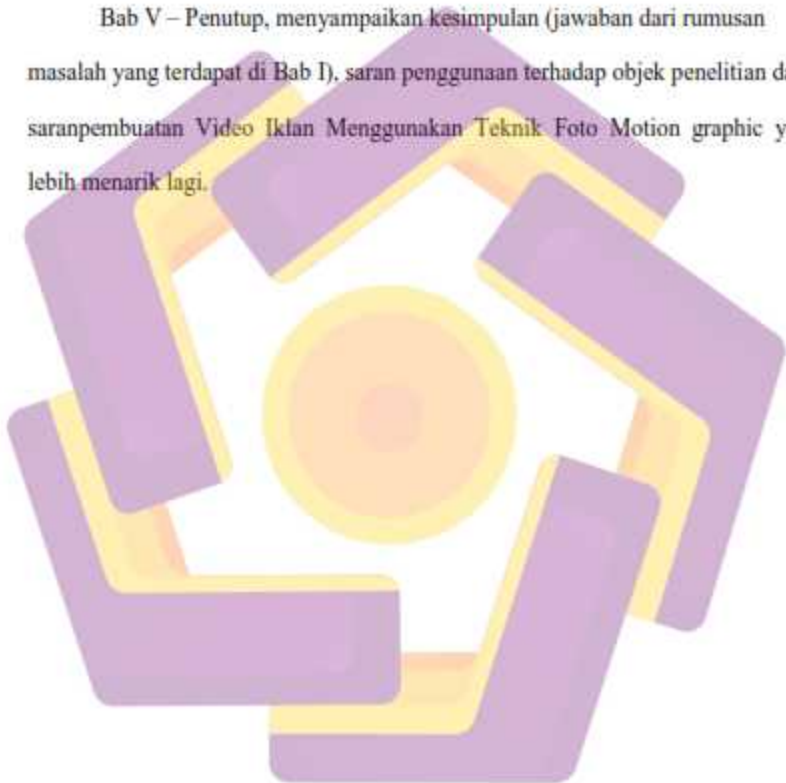 Bab V – Penutup, menyampaikan kesimpulan (jawaban dari rumusan
masalah yang terdapat di Bab I), saran penggunaan terhadap objek penelitian
saranpembuatan Video Iklan Menggunakan Teknik Foto Motion graphic
lebih menarik lagi.